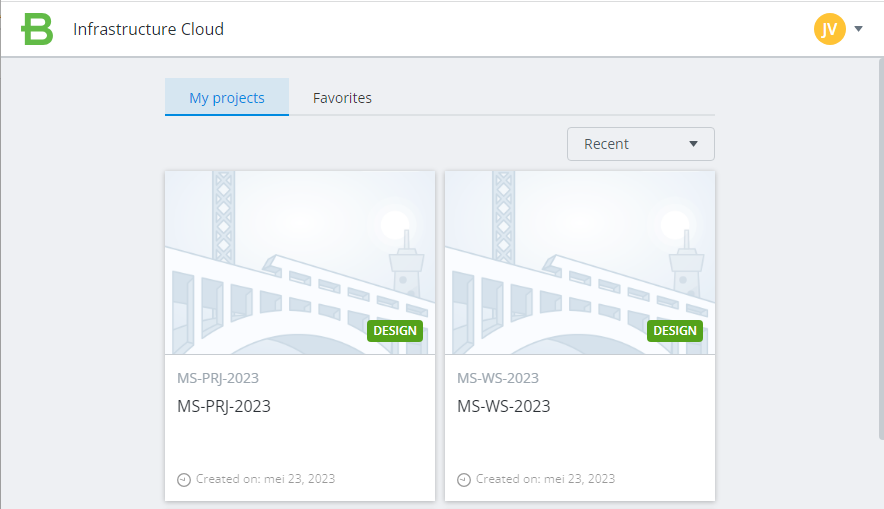 B Infrastructure Cloud JV
My projects Favorites
Recent
DESIGN DESIGN
MS-PRJ-2023 MS-WS-2023
MS-PRJ-2023 MS-WS-2023
Created on: mei 23, 2023 Created on: mei 23, 2023